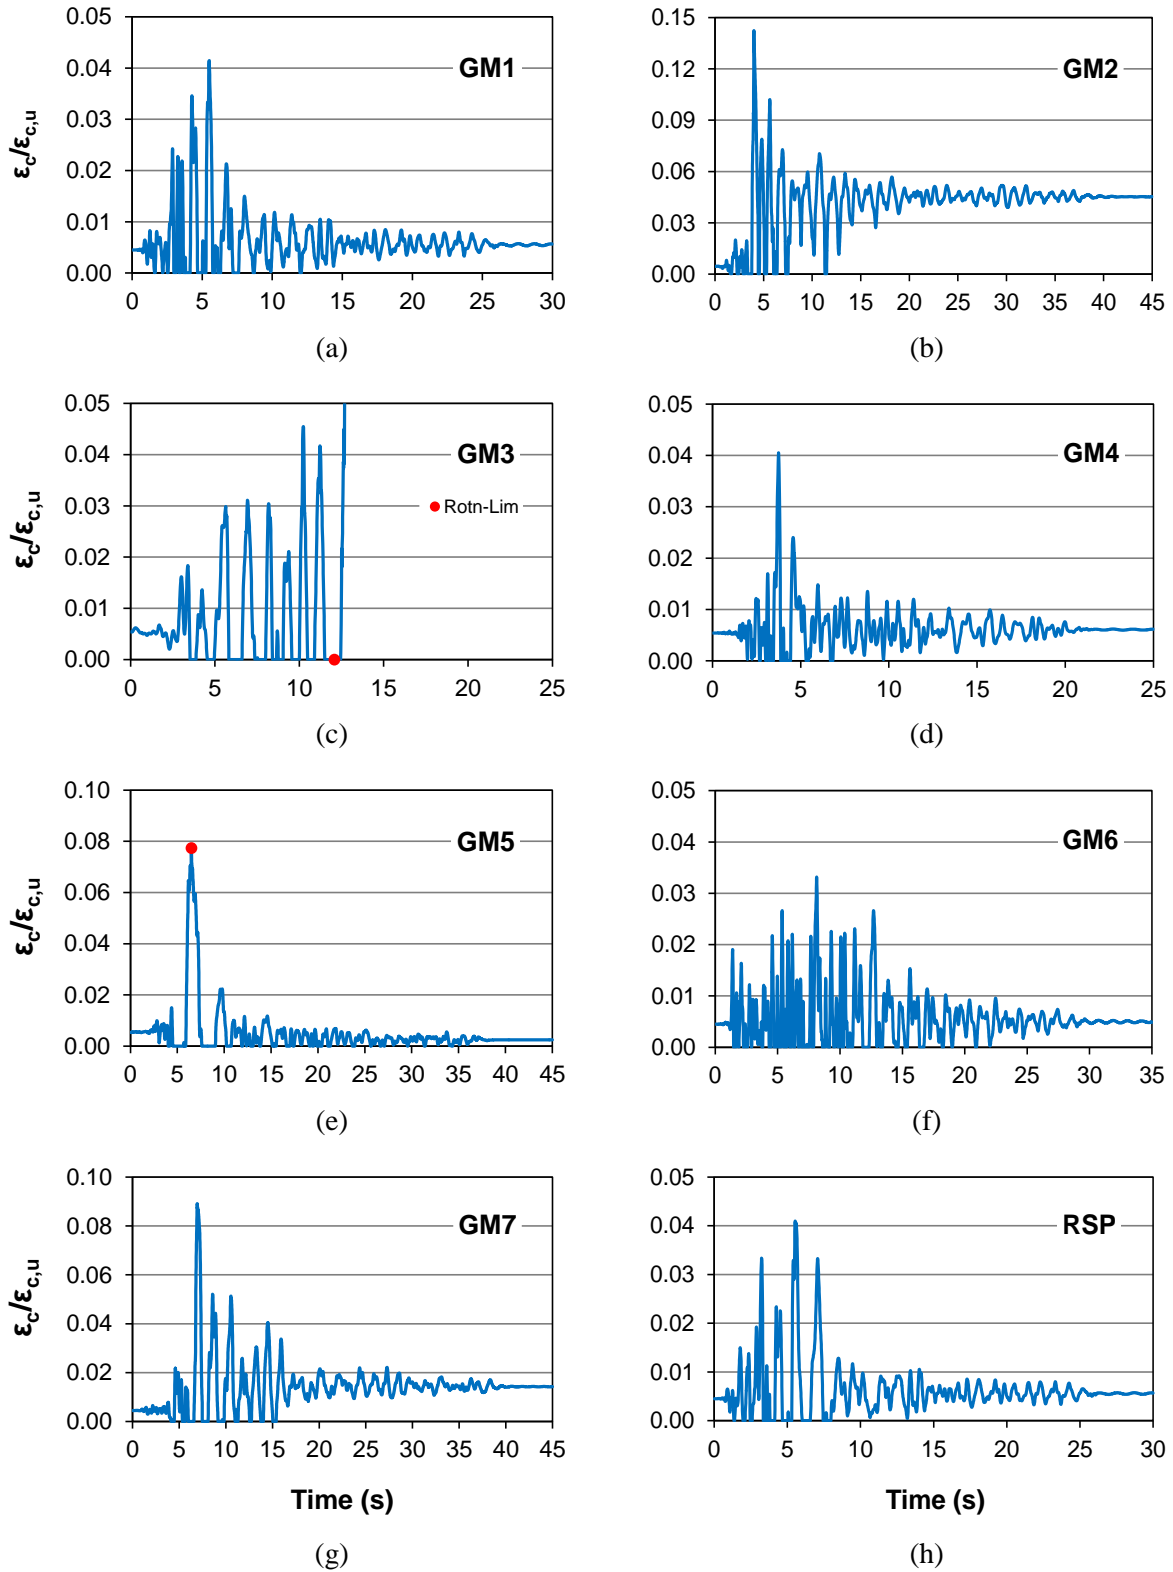 0.05
0.04
0.03
0.02
0.01
0.00
εc/εc,u
GM1
0 5 10 15 20 25 30
(a)
0.15
0.12
0.09
0.06
0.03
0.00
GM2
0 5 10 15 20 25 30 35 40 45
(b)
0.05
0.04
0.03
0.02
0.01
0.00
εc/εc,u
GM3
Rotn-Lim
0 5 10 15 20 25
(c)
0.05
0.04
0.03
0.02
0.01
0.00
GM4
0 5 10 15 20 25
(d)
0.10
0.08
0.06
0.04
0.02
0.00
εc/εc,u
GM5
0 5 10 15 20 25 30 35 40 45
(e)
0.05
0.04
0.03
0.02
0.01
0.00
GM6
0 5 10 15 20 25 30 35
(f)
0.10
0.08
0.06
0.04
0.02
0.00
εc/εc,u
GM7
0 5 10 15 20 25 30 35 40 45
Time (s)
(g)
0.05
0.04
0.03
0.02
0.01
0.00
RSP
0 5 10 15 20 25 30
Time (s)
(h)